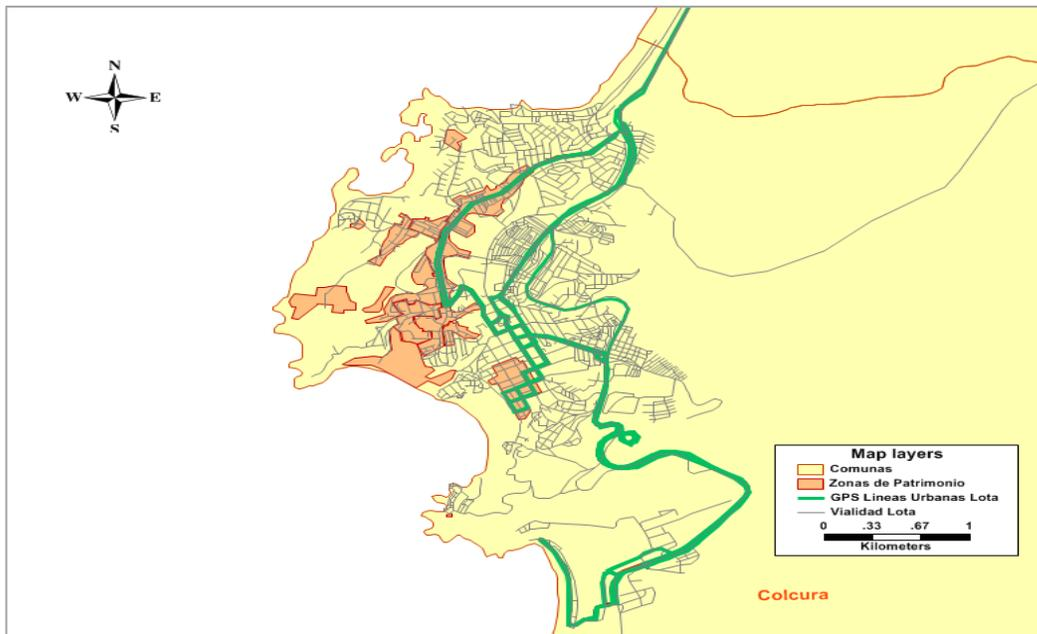 N
W E
S
Map layers
Comunas
Zonas de Patrimonio
GPS Lineas Urbanas Lota
Vialidad Lota
0 .33 .67 1
Kilometers
Colcura